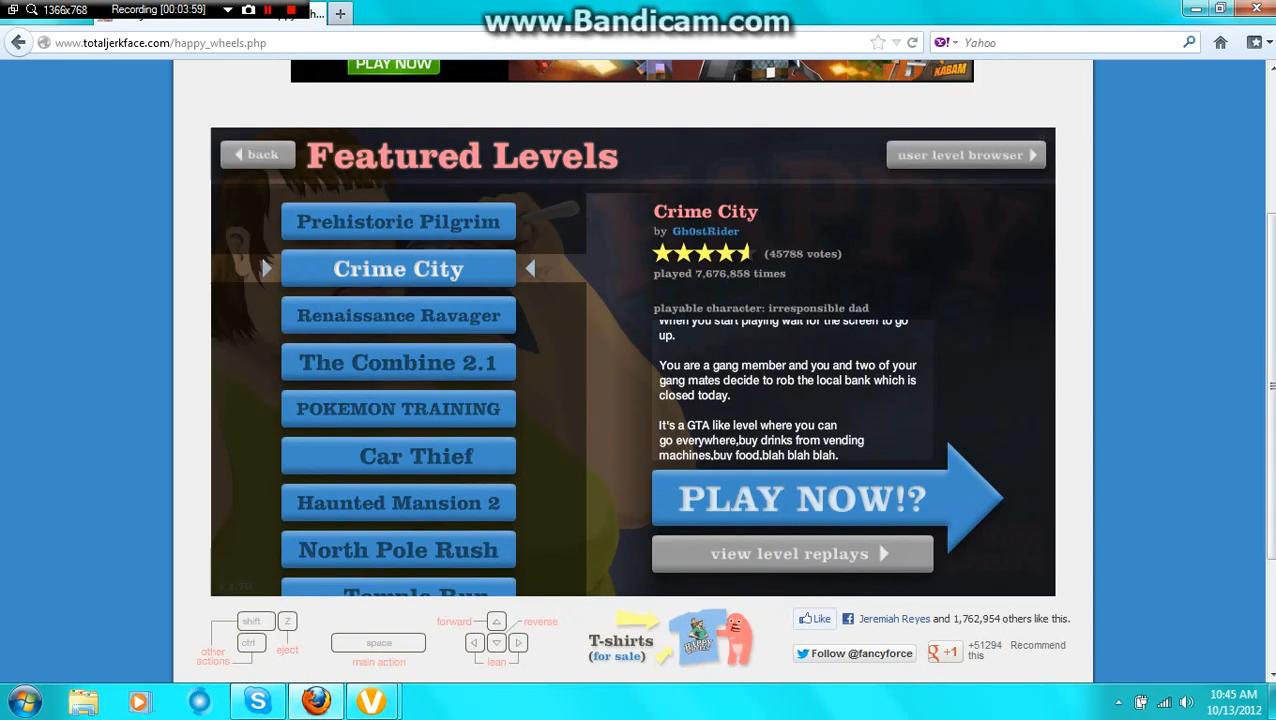 1366x768
Recording [00:03:59]
www.Bandicam.com
www.totaljerkface.com/happy_wheels.php
Yahoo
PLAY NOW
KABAM
back
Featured Levels
user level browser
Prehistoric Pilgrim
Crime City
Renaissance Ravager
The Combine 2.1
POKEMON TRAINING
Car Thief
Haunted Mansion 2
North Pole Rush
Temple Run
Crime City
by Gh0stRider
(45788 votes)
played 7,676,858 times
playable character: irresponsible dad
When you start playing wait for the screen to go
up.
You are a gang member and you and two of your
gang mates decide to rob the local bank which is
closed today.
It's a GTA like level where you can
go everywhere,buy drinks from vending
machines,buy food,blah blah blah.
PLAY NOW!?
view level replays
shift
Z
ctrl
other
actions
eject
space
main action
forward
reverse
lean
T-shirts
(for sale)
Like
Jeremiah Reyes and 1,762,954 others like this.
Follow @fancyforce
+1
+51294 Recommend
this
10:45 AM
10/13/2012